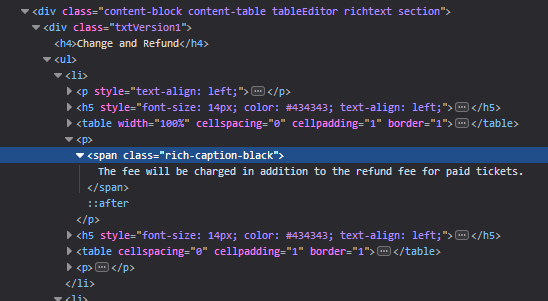 <div class="content-block content-table tableEditor richtext section">
<div class="txtVersion1">
<h4>Change and Refund</h4>
<ul>
<li>
<p style="text-align: left;">…</p>
<h5 style="font-size: 14px; color: #434343; text-align: left;">…</h5>
<table width="100%" cellspacing="0" cellpadding="1" border="1">…</table>
<p>
<span class="rich-caption-black">
The fee will be charged in addition to the refund fee for paid tickets.
</span>
::after
</p>
<h5 style="font-size: 14px; color: #434343; text-align: left;">…</h5>
<table cellspacing="0" cellpadding="1" border="1">…</table>
<p>…</p>
</li>
<li>